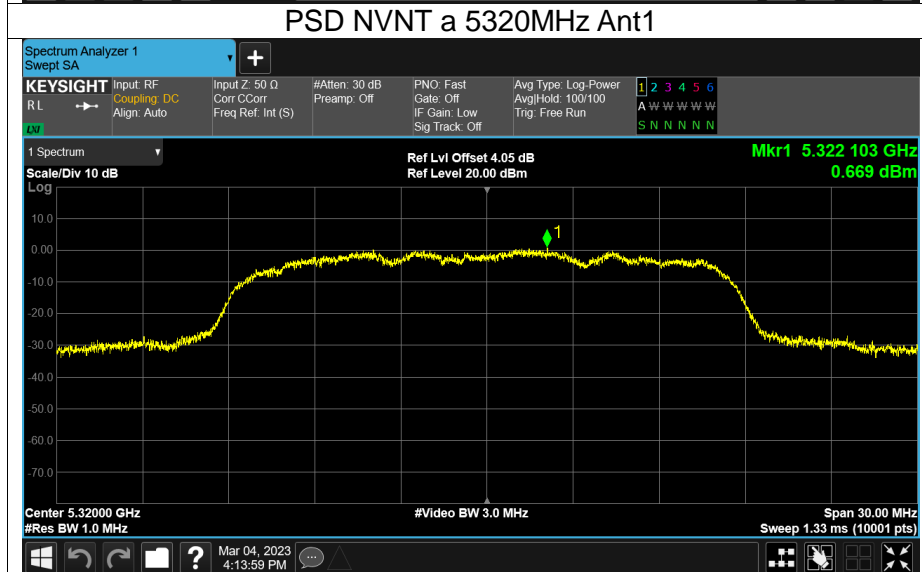 PSD NVNT a 5320MHz Ant1
Spectrum Analyzer 1
Swept SA
+
KEYSIGHT
R L
LXI
Input: RF
Coupling: DC
Align: Auto
Input Z: 50 Ω
Corr CCorr
Freq Ref: Int (S)
#Atten: 30 dB
Preamp: Off
PNO: Fast
Gate: Off
IF Gain: Low
Sig Track: Off
Avg Type: Log-Power
Avg|Hold: 100/100
Trig: Free Run
1 2 3 4 5 6
A W W W W W
S N N N N N
1 Spectrum
Scale/Div 10 dB
Ref Lvl Offset 4.05 dB
Ref Level 20.00 dBm
Mkr1 5.322 103 GHz
0.669 dBm
Log
10.0
0.00
-10.0
-20.0
-30.0
-40.0
-50.0
-60.0
-70.0
1
Center 5.32000 GHz
#Res BW 1.0 MHz
#Video BW 3.0 MHz
Span 30.00 MHz
Sweep 1.33 ms (10001 pts)
?
Mar 04, 2023
4:13:59 PM